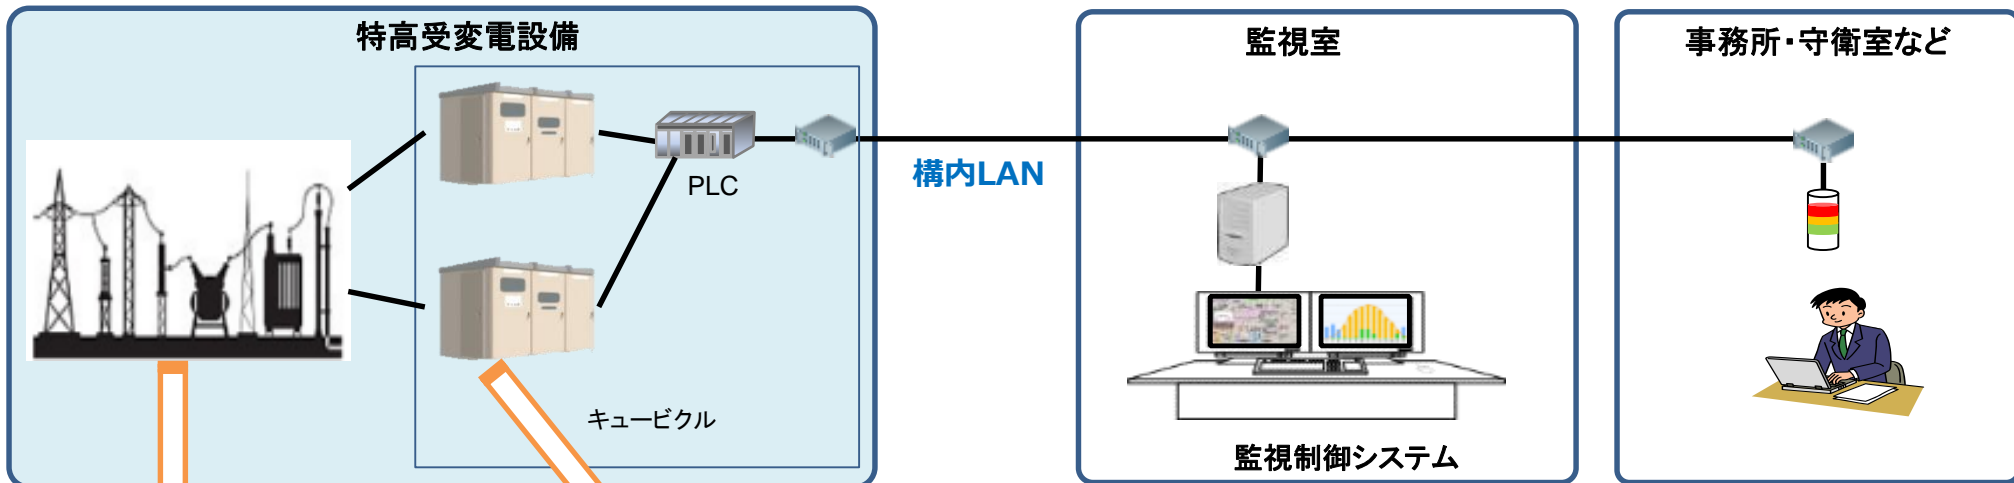 特高受変電設備
監視室
事務所・守衛室など
PLC
構内LAN
キュービクル
監視制御システム